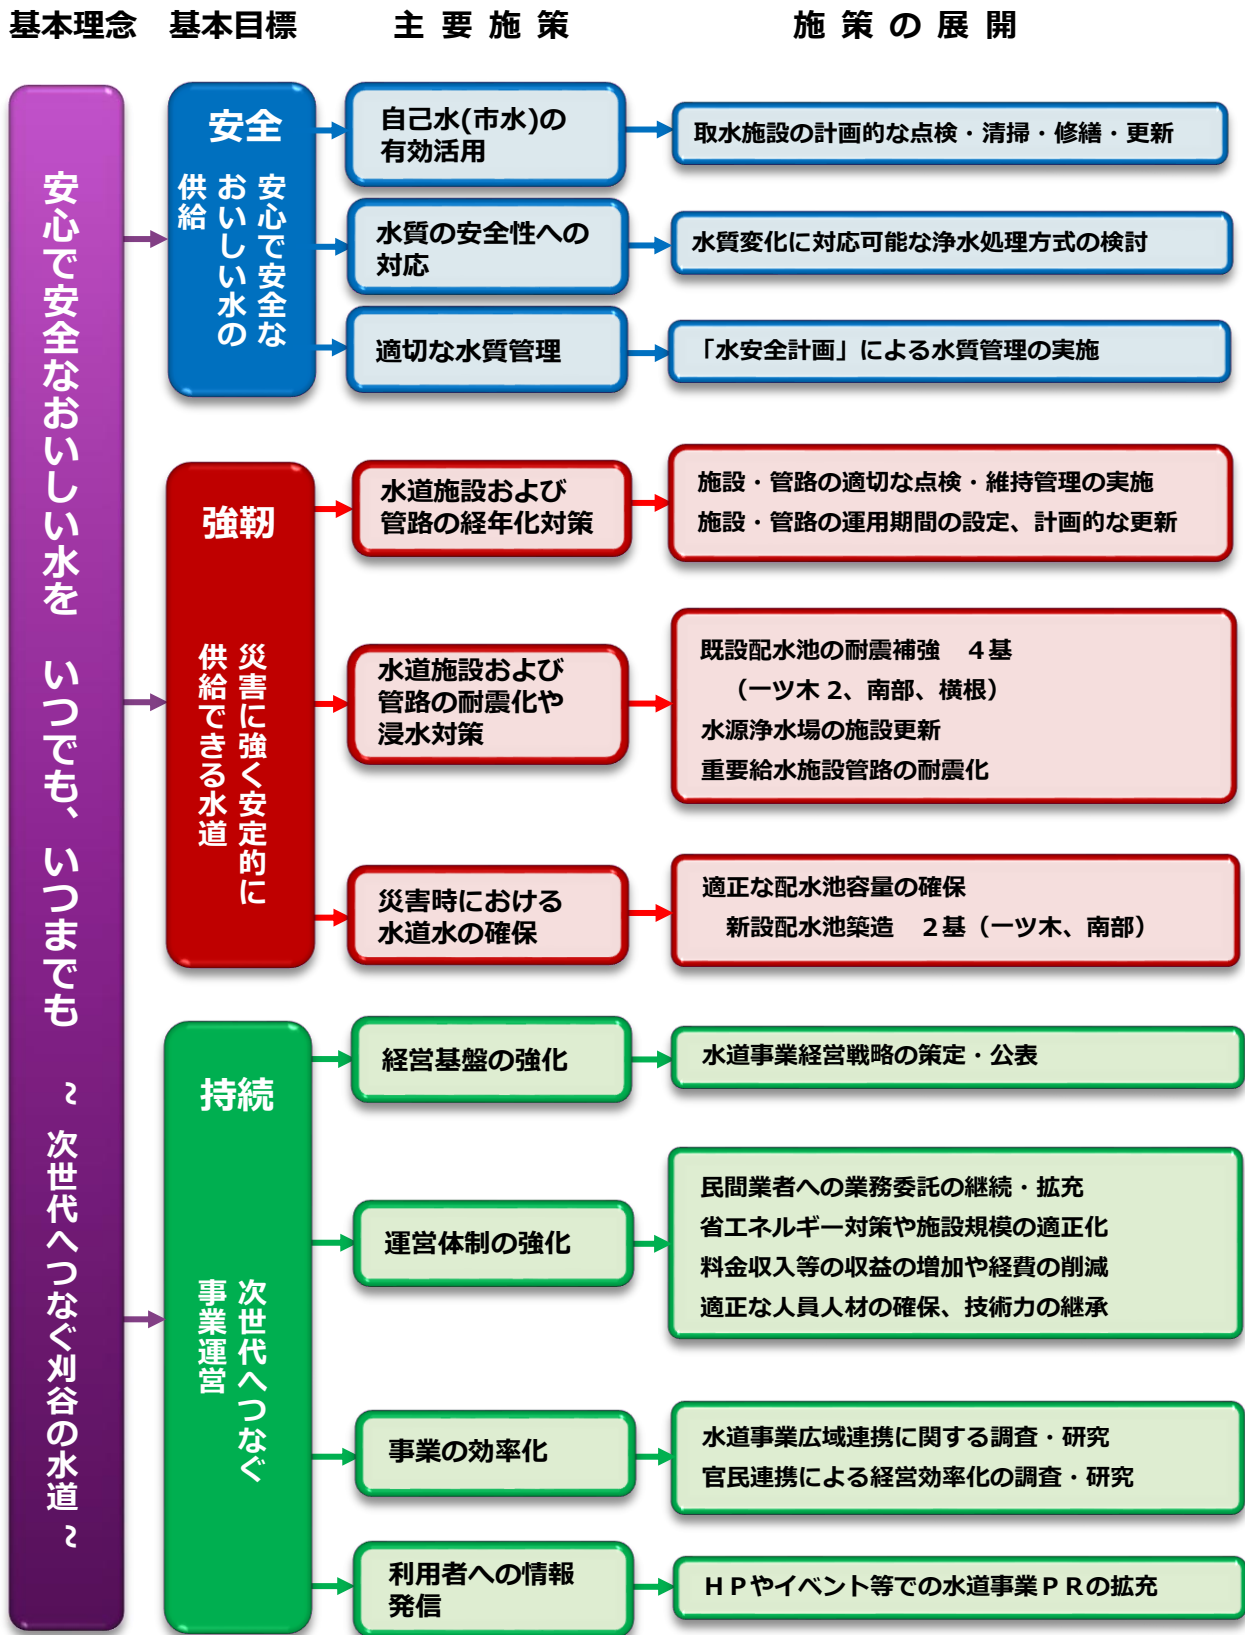 基本理念
基本目標
主要施策
施策の展開
安心で安全なおいしい水を　いつでも、いつまでも　~ 次世代へつなぐ刈谷の水道 ~
安全
安心で安全な
おいしい水の
供給
自己水(市水)の
有効活用
取水施設の計画的な点検・清掃・修繕・更新
水質の安全性への
対応
水質変化に対応可能な浄水処理方式の検討
適切な水質管理
「水安全計画」による水質管理の実施
強靭
災害に強く安定的に
供給できる水道
水道施設および
管路の経年化対策
施設・管路の適切な点検・維持管理の実施
施設・管路の運用期間の設定、計画的な更新
水道施設および
管路の耐震化や
浸水対策
既設配水池の耐震補強　４基
（一ツ木 2、南部、横根）
水源浄水場の施設更新
重要給水施設管路の耐震化
災害時における
水道水の確保
適正な配水池容量の確保
新設配水池築造　２基（一ツ木、南部）
持続
次世代へつなぐ
事業運営
経営基盤の強化
水道事業経営戦略の策定・公表
運営体制の強化
民間業者への業務委託の継続・拡充
省エネルギー対策や施設規模の適正化
料金収入等の収益の増加や経費の削減
適正な人員人材の確保、技術力の継承
事業の効率化
水道事業広域連携に関する調査・研究
官民連携による経営効率化の調査・研究
利用者への情報
発信
ＨＰやイベント等での水道事業ＰＲの拡充